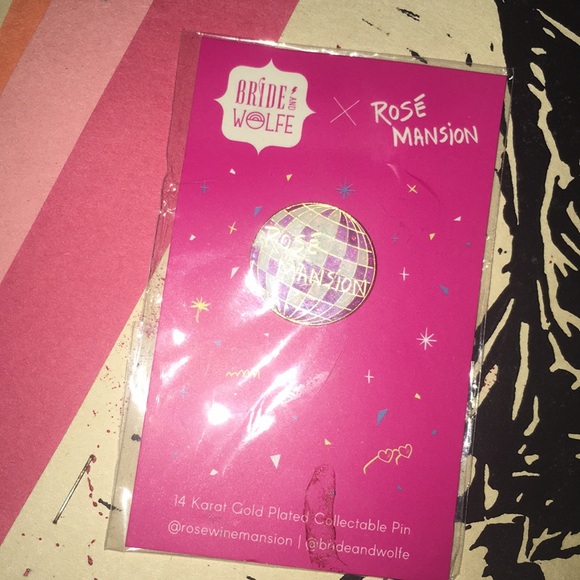 BRIDE AND
WOLFE
X
ROSÉ
MANSION
ROSÉ
MANSION
14 Karat Gold Plated Collectable Pin
@rosewinemansion | @brideandwolfe